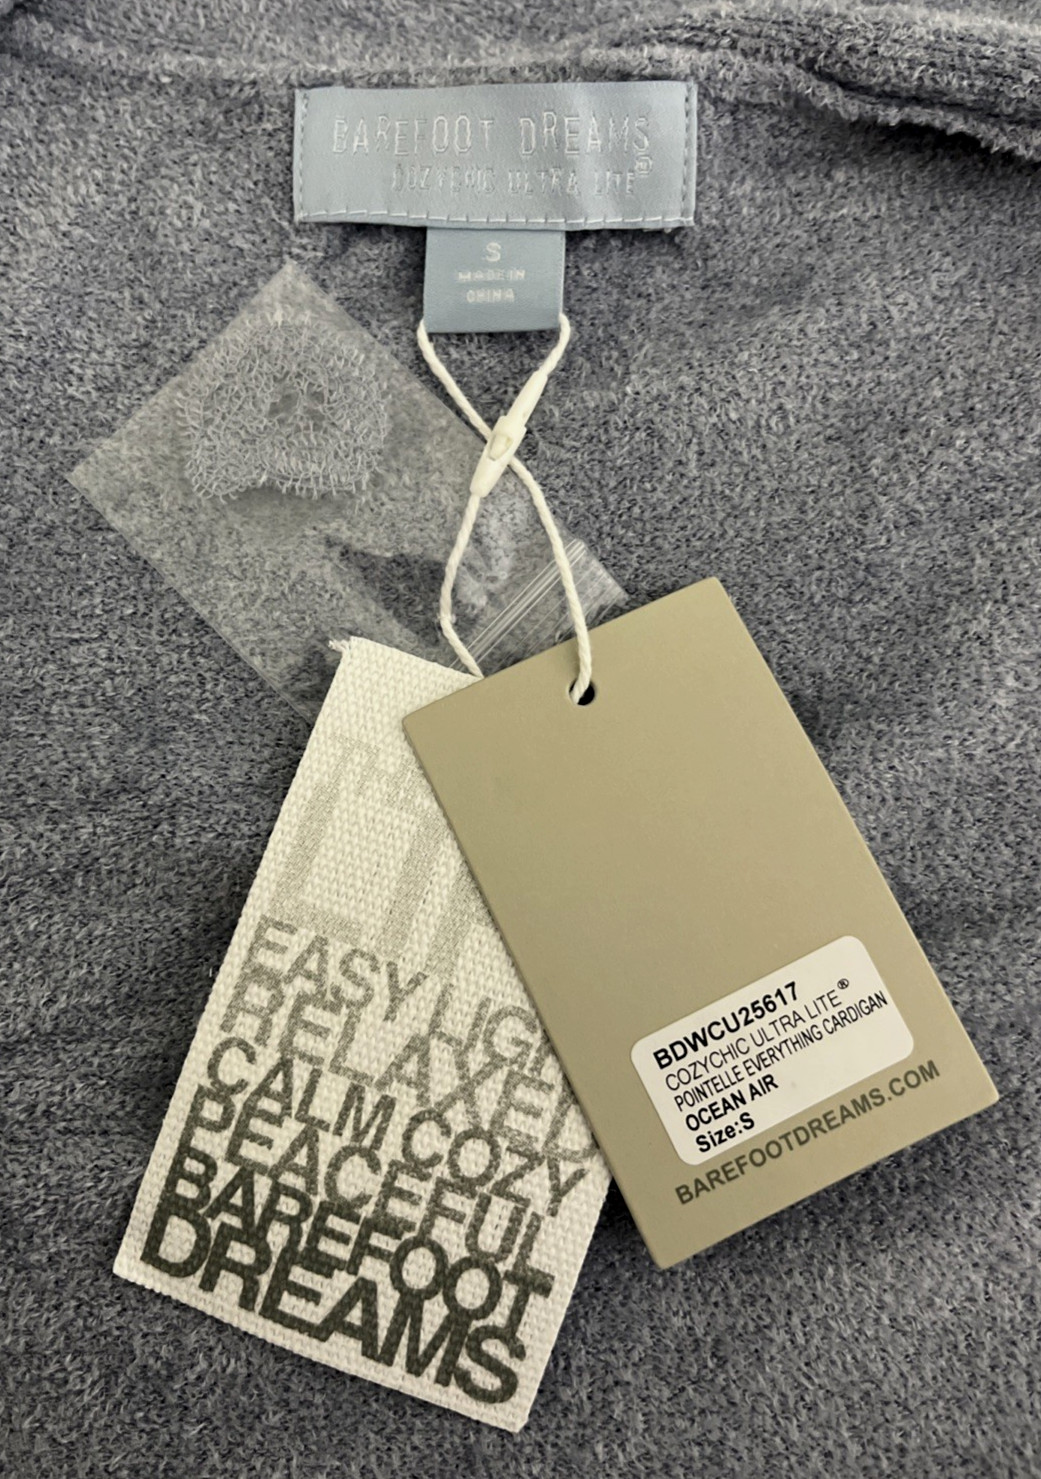 BAREFOOT DREAMS®
COZYCHIC ULTRA LITE®
S
MADE IN
CHINA
EASY LIGH
RELAXED
CALM COZY
PEACEFUL
BAREFOOT
DREAMS
BDWCU25617
COZYCHIC ULTRA LITE®
POINTELLE EVERYTHING CARDIGAN
OCEAN AIR
Size:S
BAREFOOTDREAMS.COM